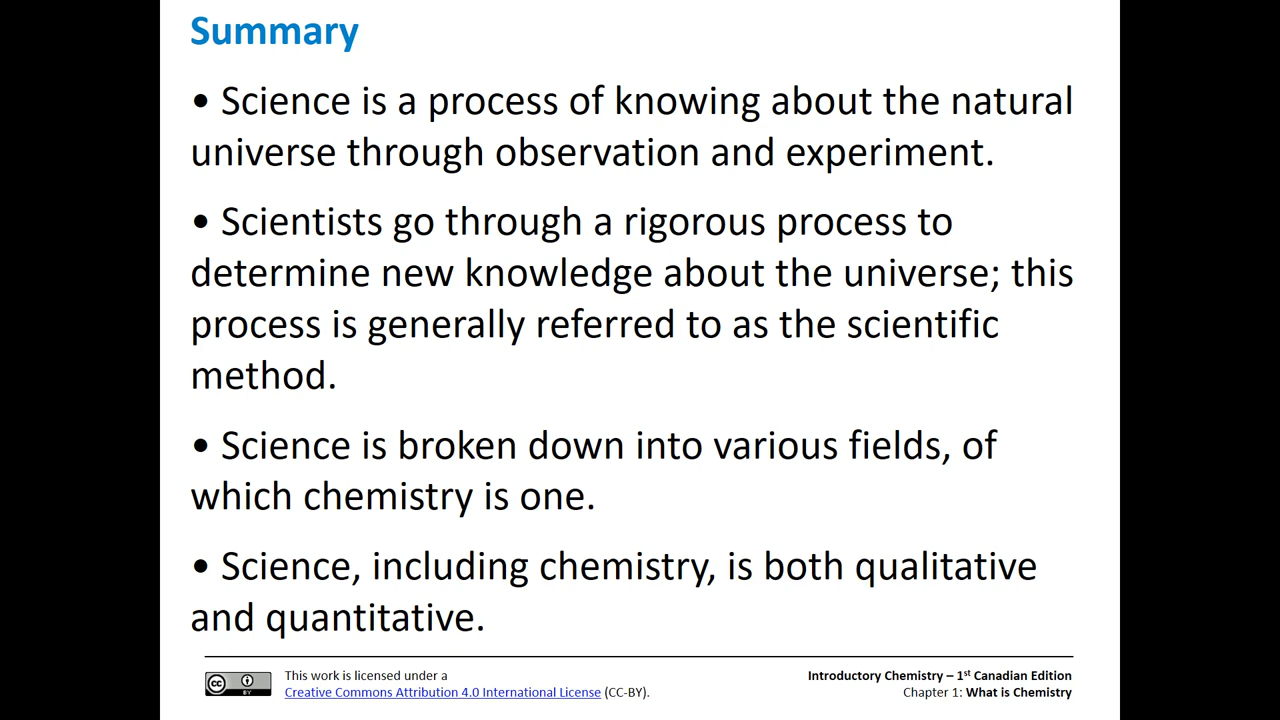 Summary
• Science is a process of knowing about the natural
universe through observation and experiment.
• Scientists go through a rigorous process to
determine new knowledge about the universe; this
process is generally referred to as the scientific
method.
• Science is broken down into various fields, of
which chemistry is one.
• Science, including chemistry, is both qualitative
and quantitative.
cc BY
This work is licensed under a
Creative Commons Attribution 4.0 International License (CC-BY).
Introductory Chemistry – 1st Canadian Edition
Chapter 1: What is Chemistry